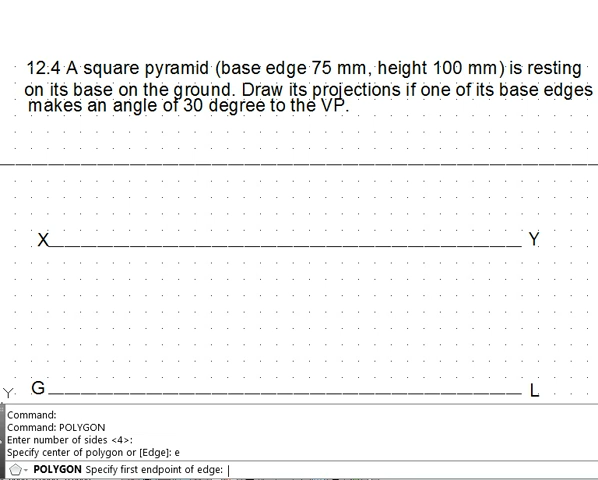 12.4 A square pyramid (base edge 75 mm, height 100 mm) is resting
on its base on the ground. Draw its projections if one of its base edges
makes an angle of 30 degree to the VP.
X Y
Y G L
Command:
Command: POLYGON
Enter number of sides <4>:
Specify center of polygon or [Edge]: e
POLYGON Specify first endpoint of edge: